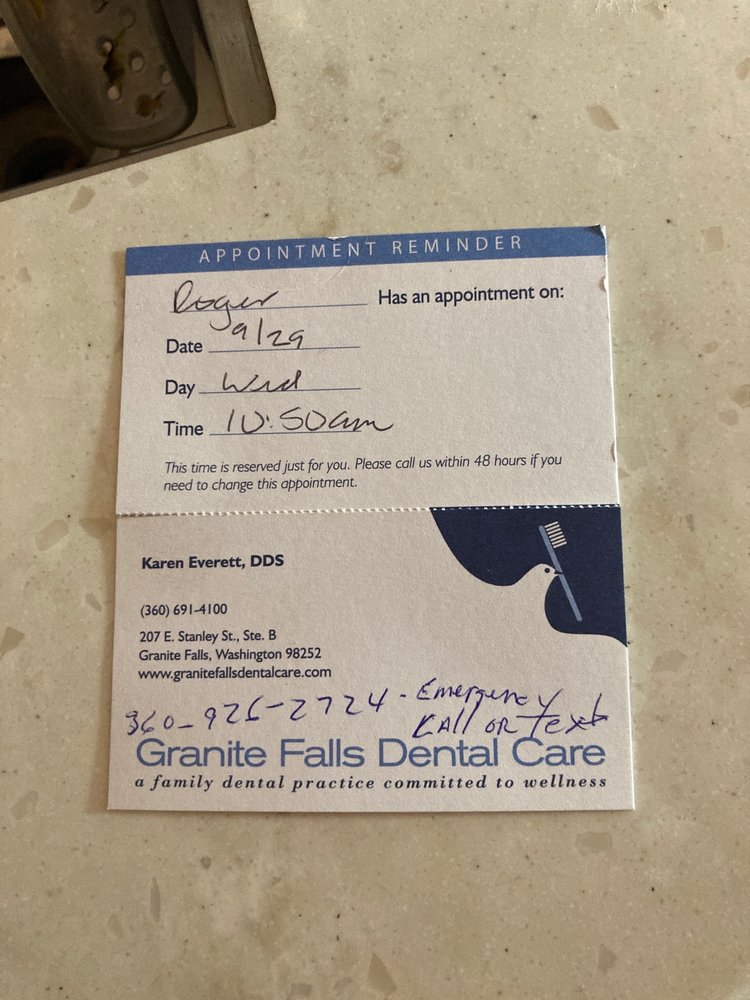 APPOINTMENT REMINDER
Roger Has an appointment on:
Date 9/29
Day Wed
Time 10:50am
This time is reserved just for you. Please call us within 48 hours if you
need to change this appointment.
Karen Everett, DDS
(360) 691-4100
207 E. Stanley St., Ste. B
Granite Falls, Washington 98252
www.granitefallsdentalcare.com
360-926-2724 - Emergency
CAll OR Text
Granite Falls Dental Care
a family dental practice committed to wellness